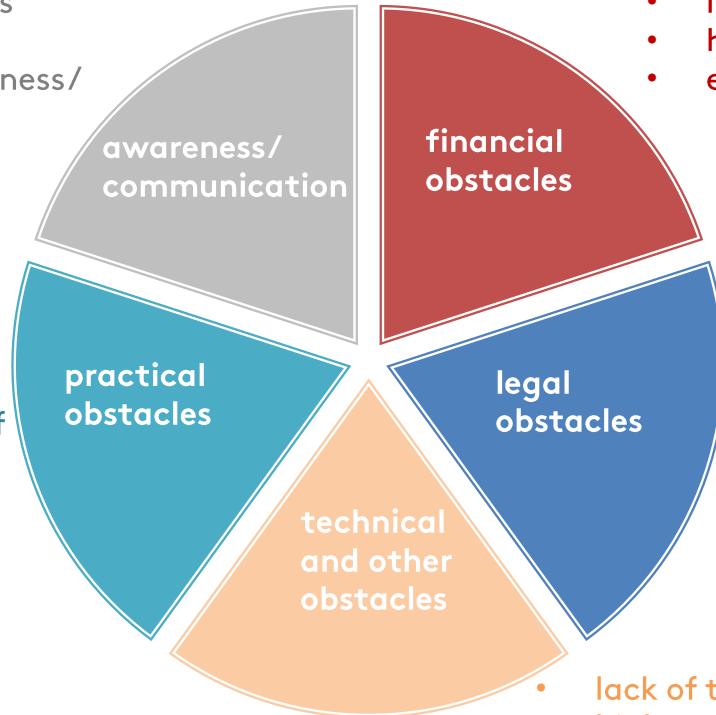 ness/
awareness/
communication
financial
obstacles
practical
obstacles
legal
obstacles
technical
and other
obstacles
lack of t